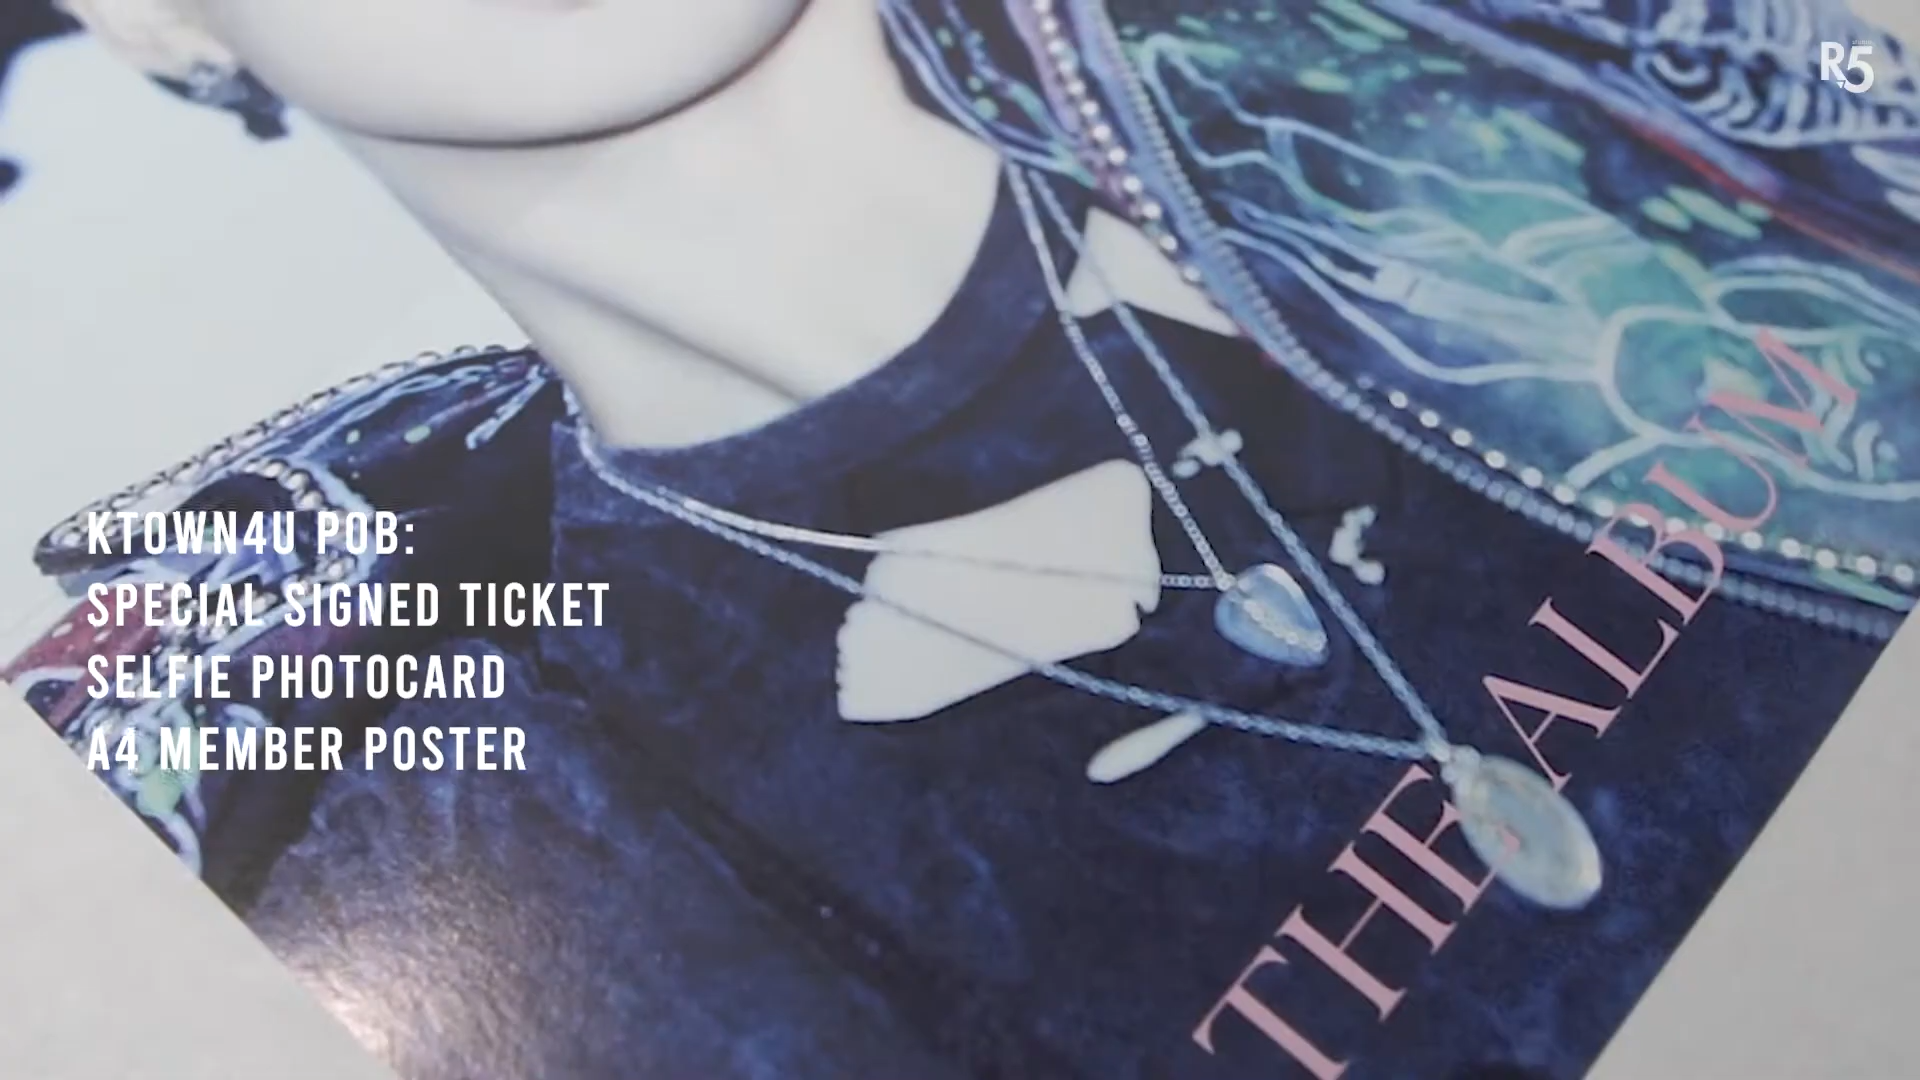 R5
KTOWN4U POB:
SPECIAL SIGNED TICKET
SELFIE PHOTOCARD
A4 MEMBER POSTER
THE ALBUM